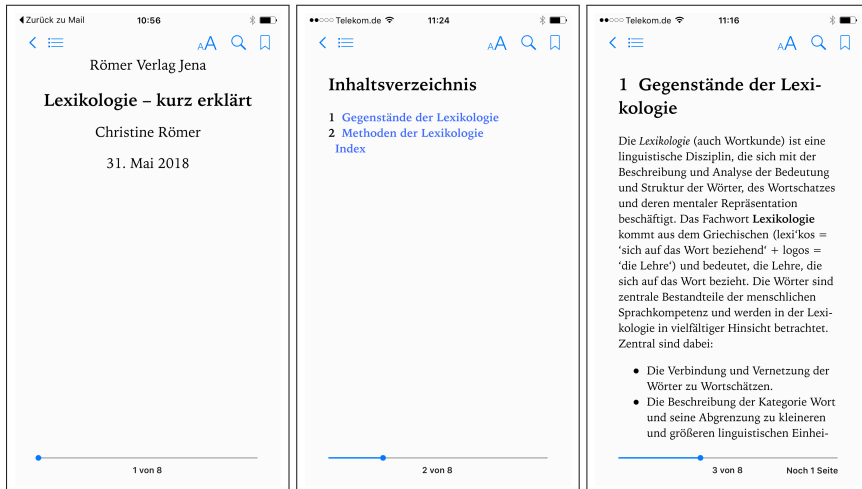 Zurück zu Mail 10:56
AA
Römer Verlag Jena
Lexikologie – kurz erklärt
Christine Römer
31. Mai 2018
1 von 8
Telekom.de 11:24
AA
Inhaltsverzeichnis
1 Gegenstände der Lexikologie
2 Methoden der Lexikologie
Index
2 von 8
Telekom.de 11:16
AA
1 Gegenstände der Lexi-
kologie
Die Lexikologie (auch Wortkunde) ist eine
linguistische Disziplin, die sich mit der
Beschreibung und Analyse der Bedeutung
und Struktur der Wörter, des Wortschatzes
und deren mentaler Repräsentation
beschäftigt. Das Fachwort Lexikologie
kommt aus dem Griechischen (lexi‘kos =
‘sich auf das Wort beziehend‘ + logos =
‘die Lehre‘) und bedeutet, die Lehre, die
sich auf das Wort bezieht. Die Wörter sind
zentrale Bestandteile der menschlichen
Sprachkompetenz und werden in der Lexi-
kologie in vielfältiger Hinsicht betrachtet.
Zentral sind dabei:
• Die Verbindung und Vernetzung der
Wörter zu Wortschätzen.
• Die Beschreibung der Kategorie Wort
und seine Abgrenzung zu kleineren
und größeren linguistischen Einhei-
3 von 8 Noch 1 Seite